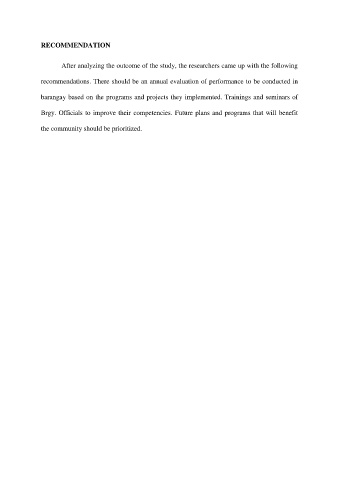 RECOMMENDATION
After analyzing the outcome of the study, the researchers came up with the following
recommendations. There should be an annual evaluation of performance to be conducted in
barangay based on the programs and projects they implemented. Trainings and seminars of
Brgy. Officials to improve their competencies. Future plans and programs that will benefit
the community should be prioritized.